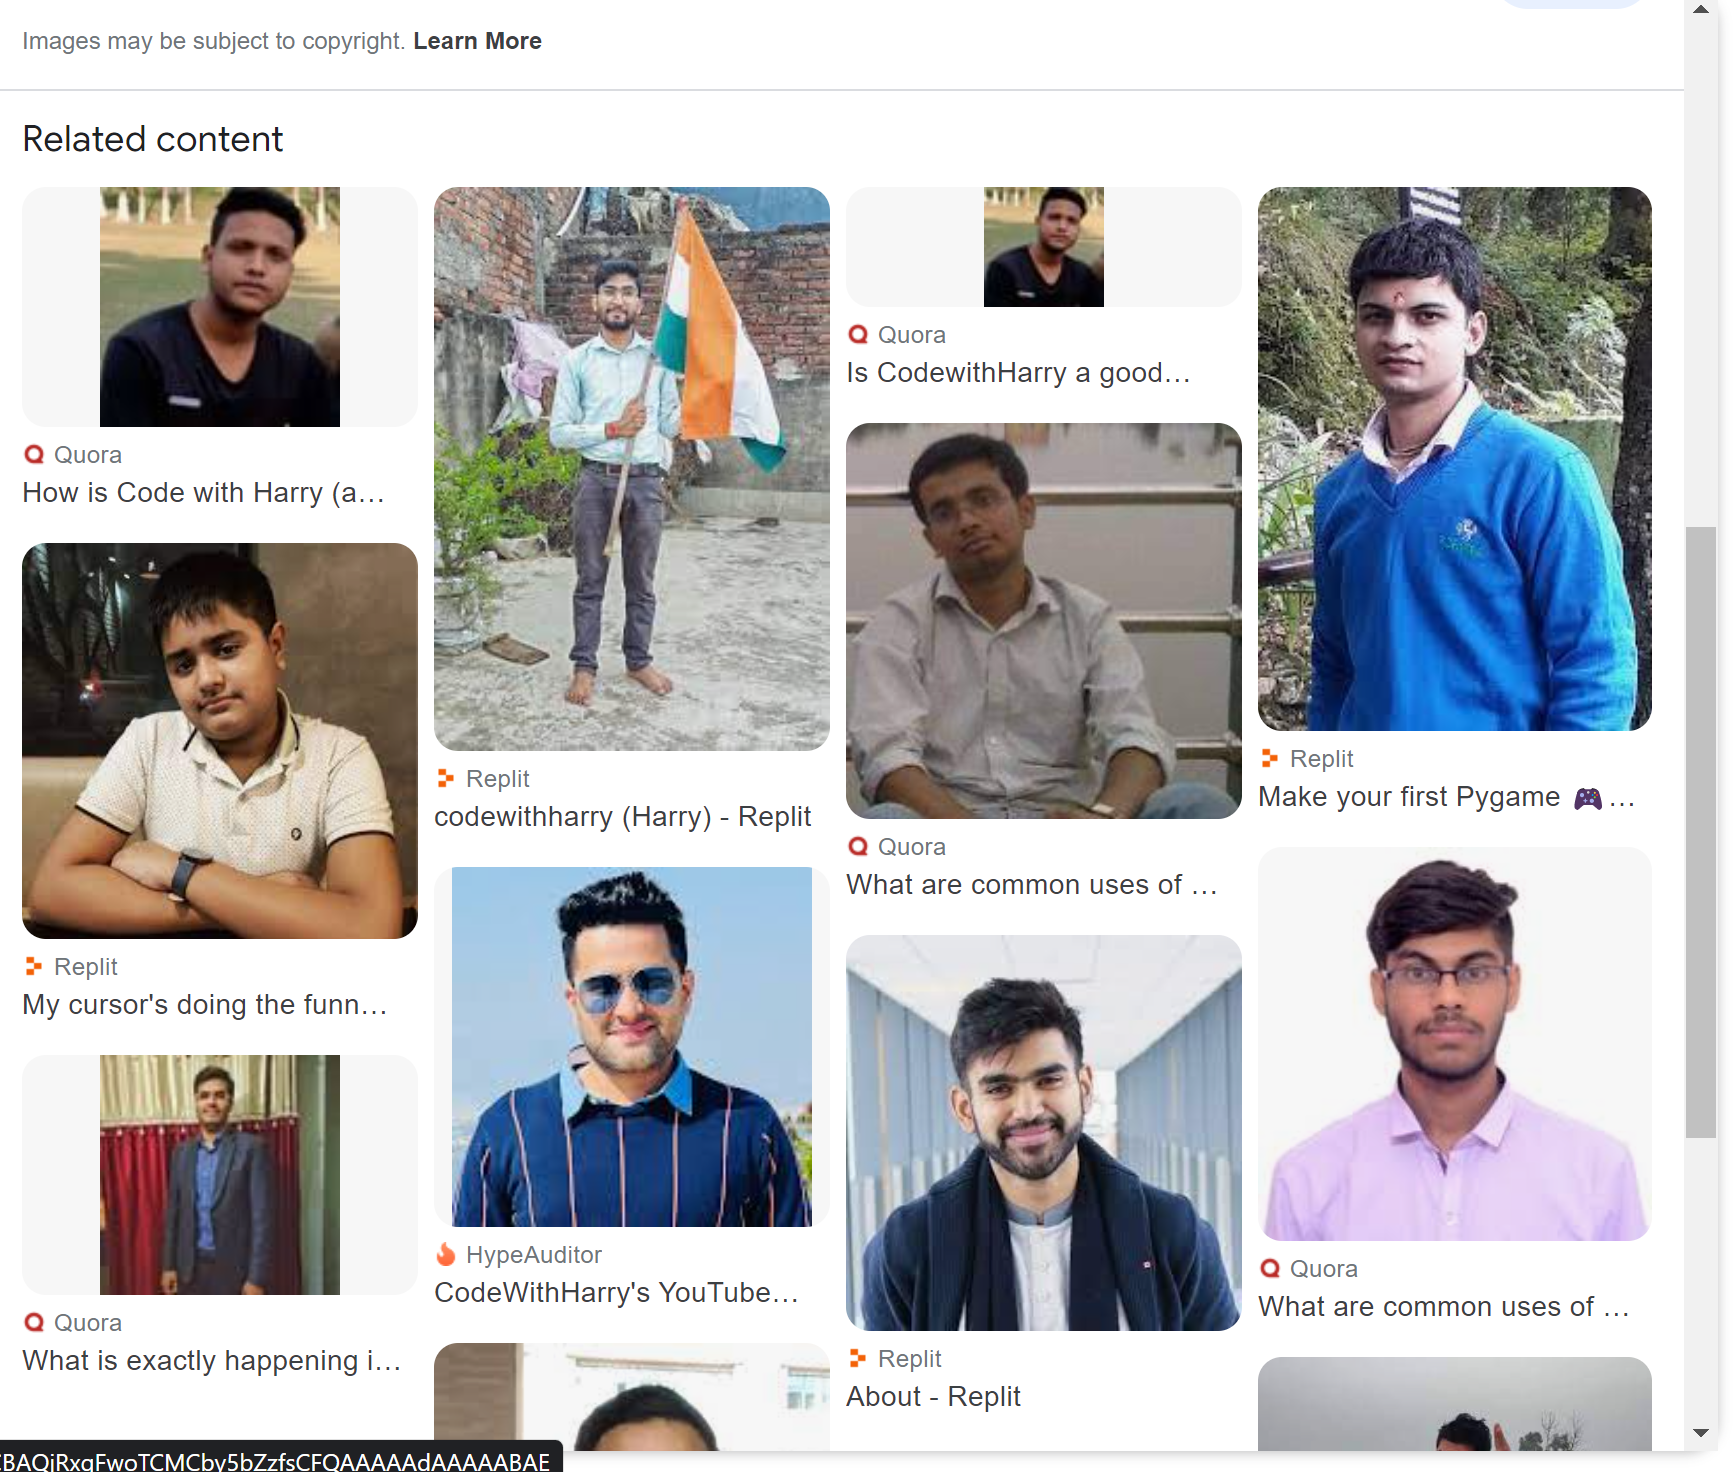 Images may be subject to copyright. Learn More
Related content
Quora
How is Code with Harry (a...
Replit
My cursor's doing the funn...
Quora
What is exactly happening i...
Replit
codewithharry (Harry) - Replit
HypeAuditor
CodeWithHarry's YouTube...
Quora
Is CodewithHarry a good...
Quora
What are common uses of ...
Replit
About - Replit
Replit
Make your first Pygame 🎮 ...
Quora
What are common uses of ...